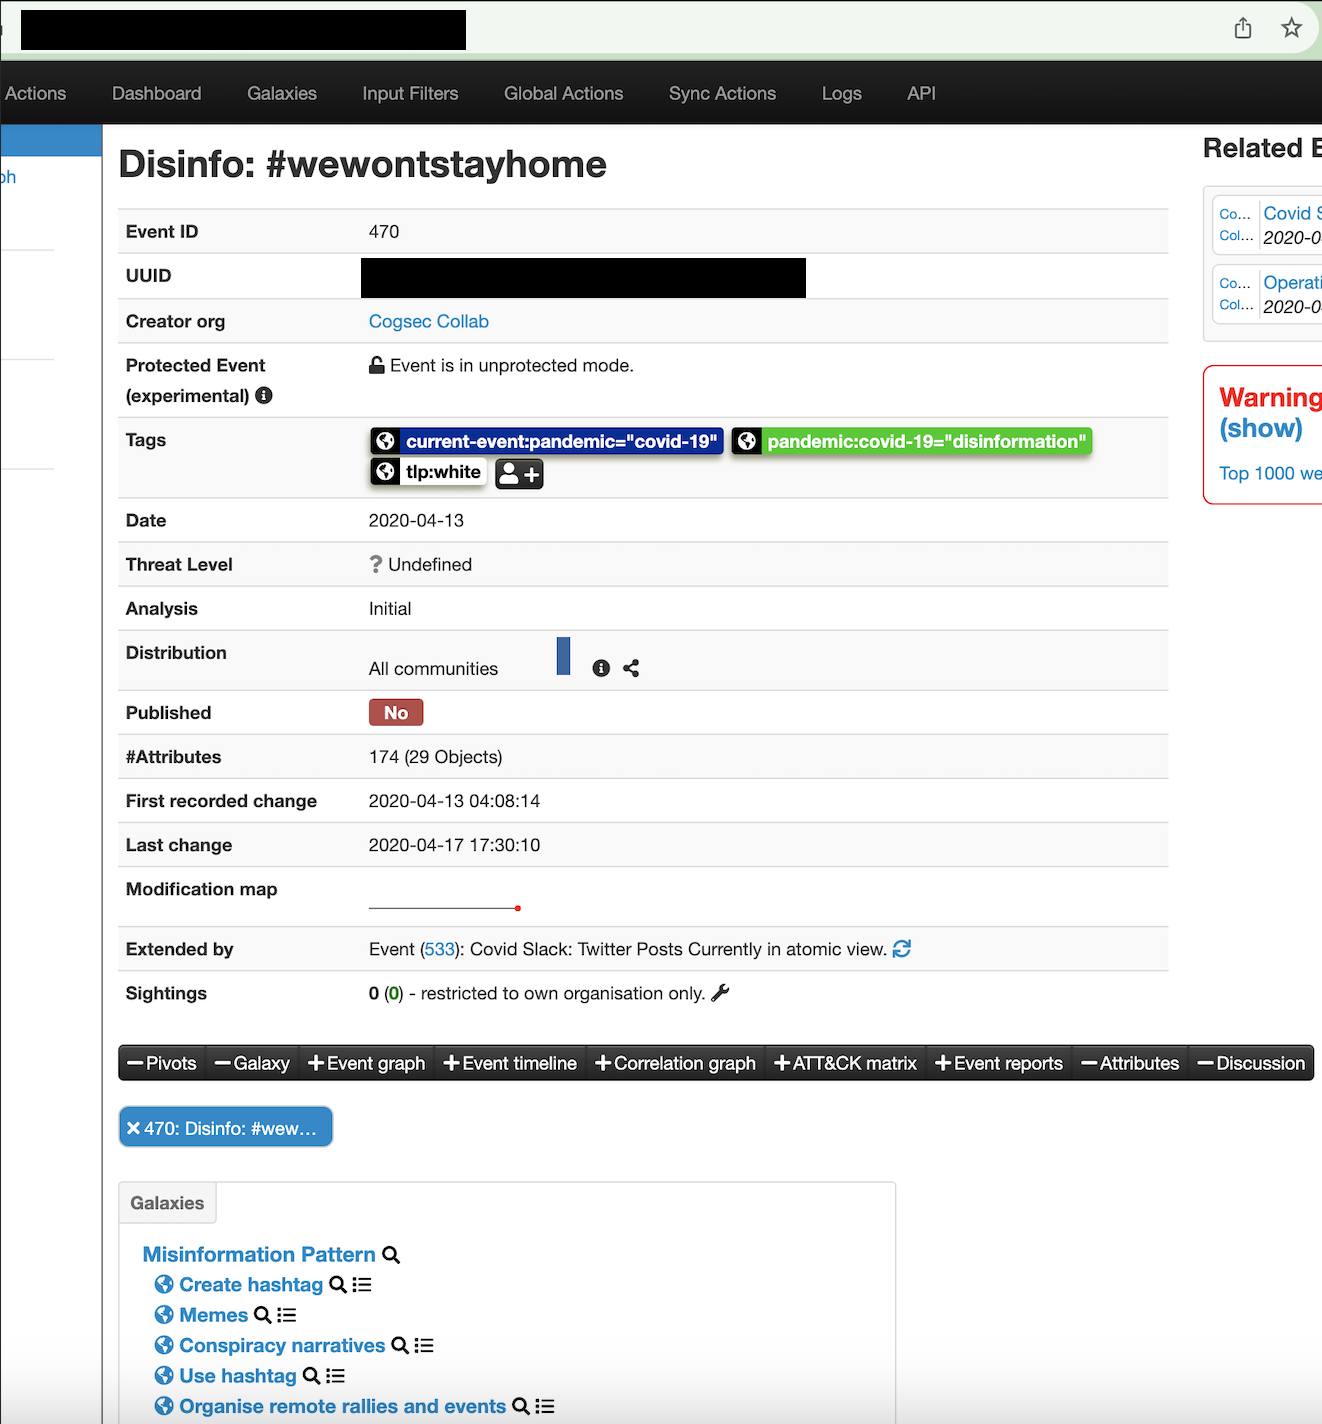 Actions Dashboard Galaxies Input Filters Global Actions Sync Actions Logs API
ph
Disinfo: #wewontstayhome
Event ID 470
UUID
Creator org Cogsec Collab
Protected Event (experimental) Event is in unprotected mode.
Tags current-event:pandemic="covid-19" pandemic:covid-19="disinformation"
tlp:white
Date 2020-04-13
Threat Level ? Undefined
Analysis Initial
Distribution All communities
Published No
#Attributes 174 (29 Objects)
First recorded change 2020-04-13 04:08:14
Last change 2020-04-17 17:30:10
Modification map
Extended by Event (533): Covid Slack: Twitter Posts Currently in atomic view.
Sightings 0 (0) - restricted to own organisation only.
Pivots Galaxy Event graph Event timeline Correlation graph ATT&CK matrix Event reports Attributes Discussion
470: Disinfo: #wew...
Galaxies
Misinformation Pattern
Create hashtag
Memes
Conspiracy narratives
Use hashtag
Organise remote rallies and events
Related E
Co... Covid S
Col... 2020-0
Co... Operati
Col... 2020-0
Warning
(show)
Top 1000 we